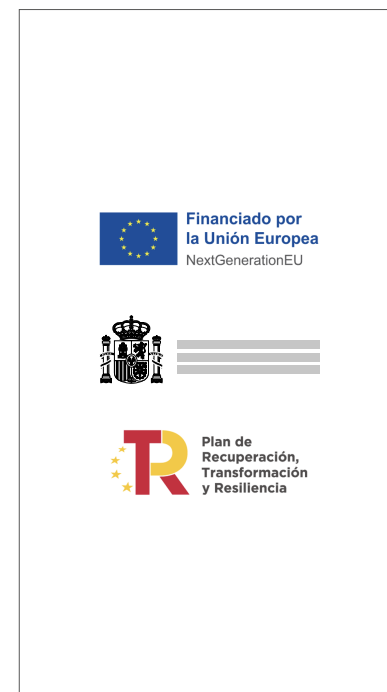 Financiado por
la Unión Europea
NextGenerationEU
Plan de
Recuperación,
Transformación
y Resiliencia